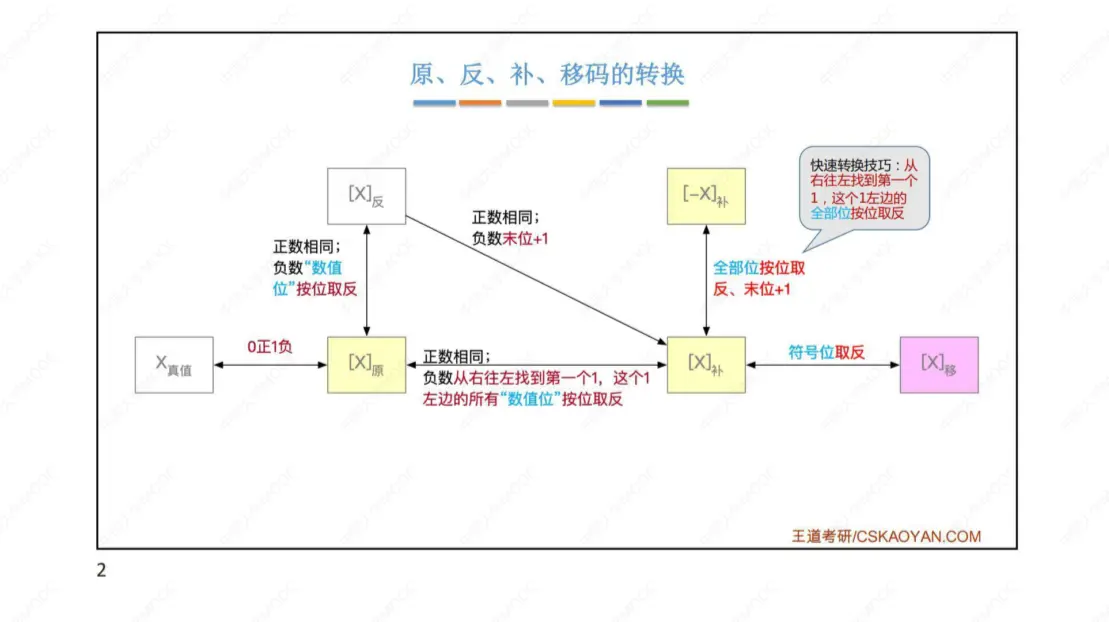 原、反、补、移码的转换
快速转换技巧：从
右往左找到第一个
1，这个1左边的
全部位按位取反
[X]反
[-X]补
正数相同；
负数末位+1
正数相同；
负数“数值
位”按位取反
全部位按位取
反、末位+1
X真值
0正1负
[X]原
正数相同；
负数从右往左找到第一个1，这个1
左边的所有“数值位”按位取反
[X]补
符号位取反
[X]移
王道考研/CSKAOYAN.COM
2